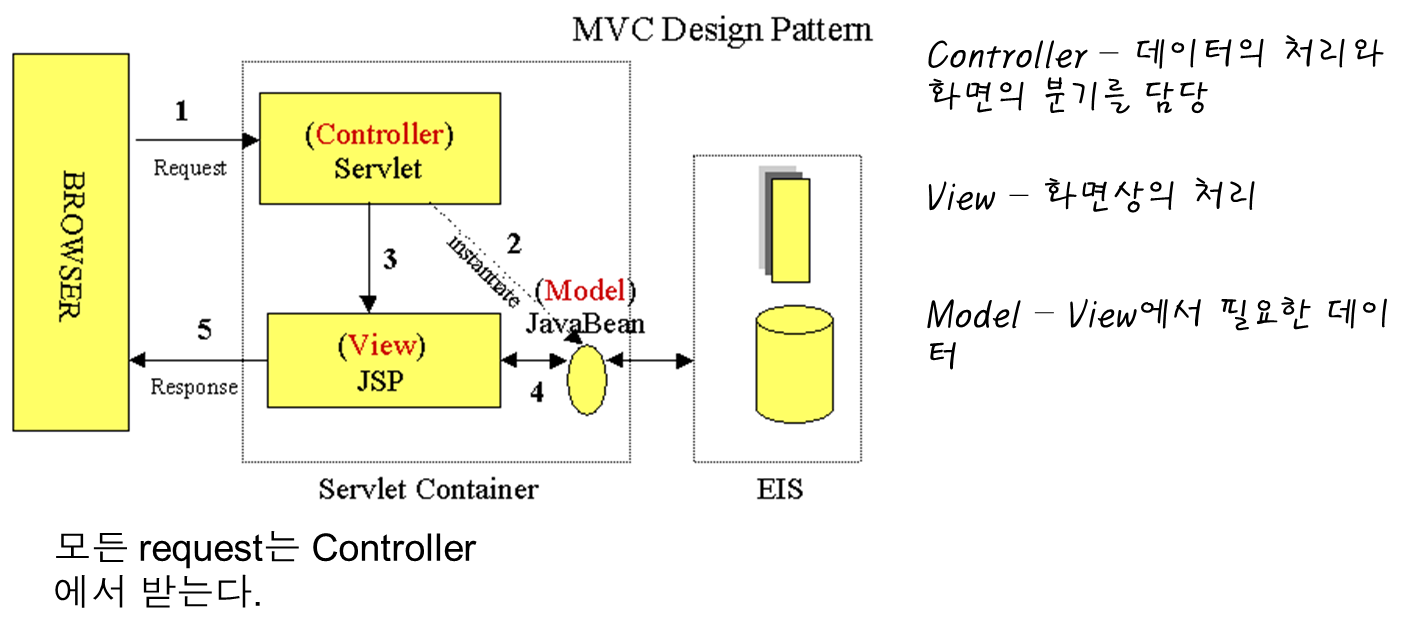 MVC Design Pattern
Controller – 데이터의 처리와
화면의 분기를 담당
View – 화면상의 처리
Model – View에서 필요한 데이
터
BROWSER
1
Request
(Controller)
Servlet
2
instantiate
3
(Model)
JavaBean
5
Response
(View)
JSP
4
Servlet Container
EIS
모든 request는 Controller
에서 받는다.